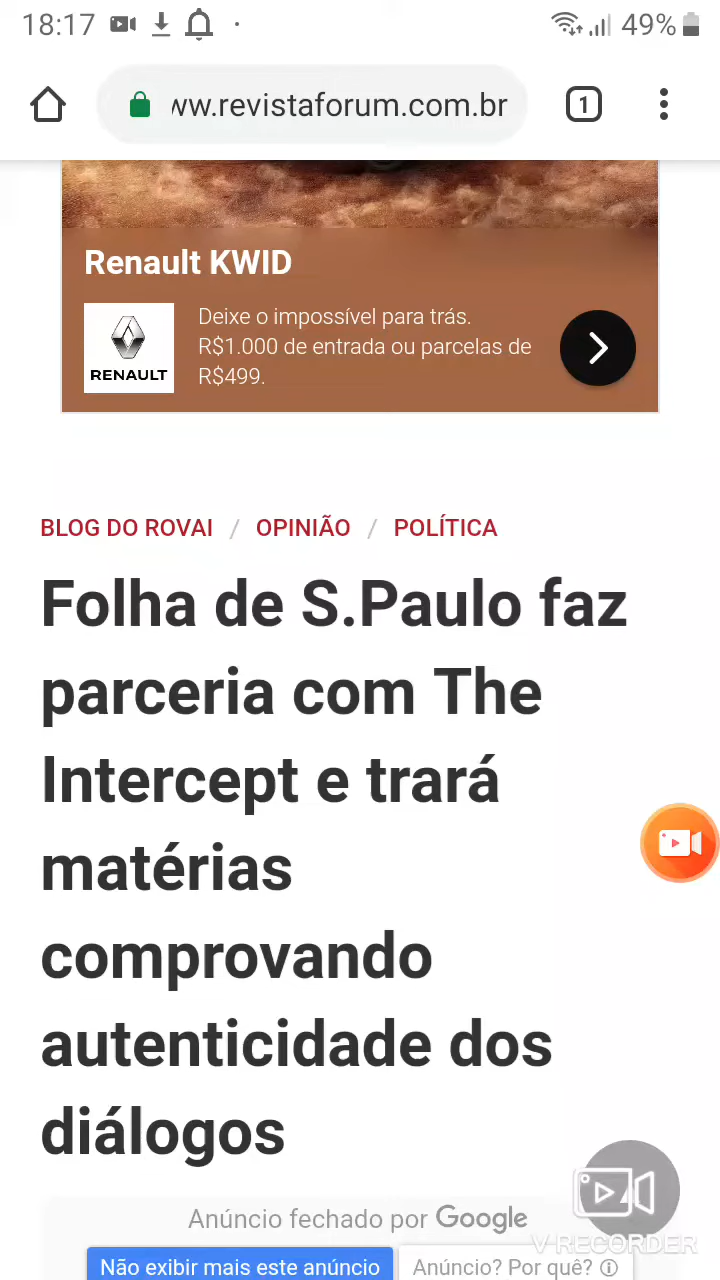 18:17
49%
ww.revistaforum.com.br
1
Renault KWID
Deixe o impossível para trás.
R$1.000 de entrada ou parcelas de
R$499.
RENAULT
BLOG DO ROVAI / OPINIÃO / POLÍTICA
Folha de S.Paulo faz
parceria com The
Intercept e trará
matérias
comprovando
autenticidade dos
diálogos
Anúncio fechado por Google
Não exibir mais este anúncio
Anúncio? Por quê?
V RECORDER